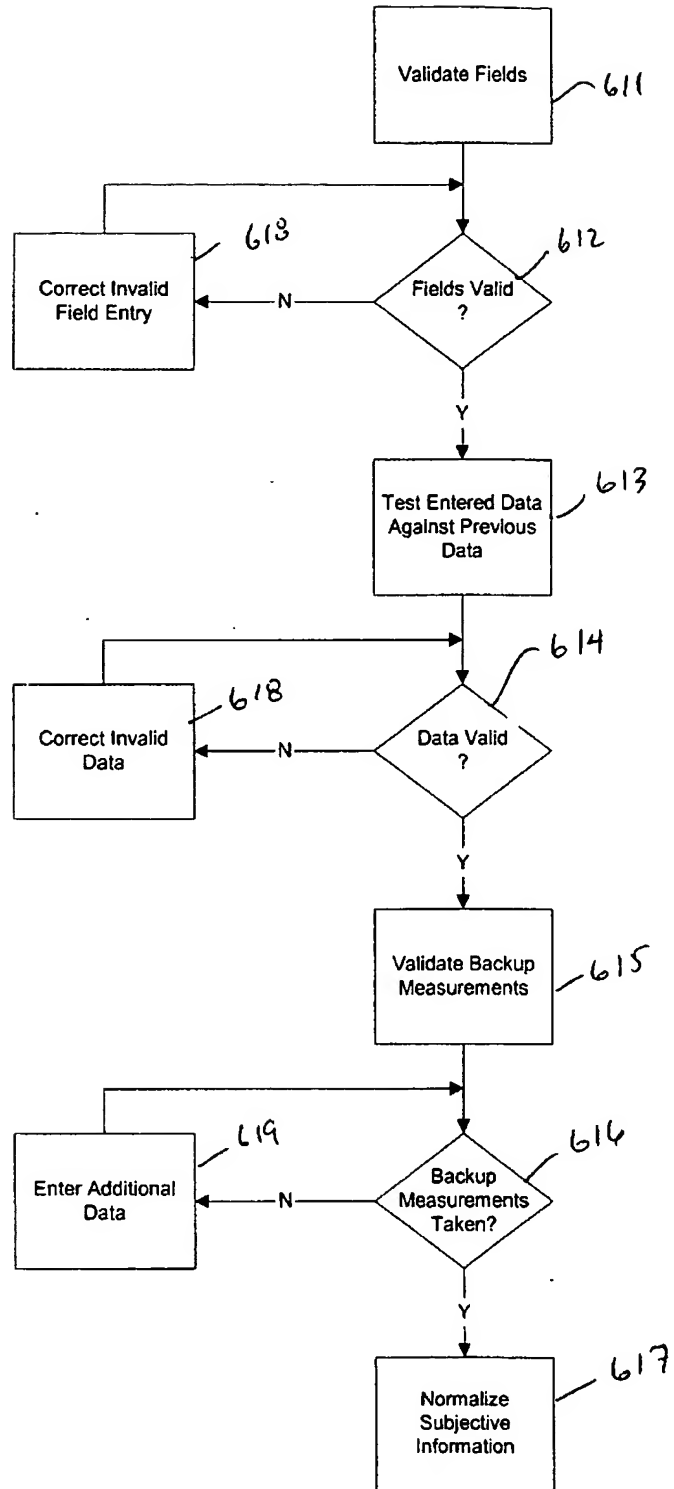 Validate Fields
611
618
612
Correct Invalid
Field Entry
N
Fields Valid
?
Y
613
Test Entered Data
Against Previous
Data
614
618
Correct Invalid
Data
N
Data Valid
?
Y
Validate Backup
Measurements
615
619
616
Enter Additional
Data
N
Backup
Measurements
Taken?
Y
617
Normalize
Subjective
Information